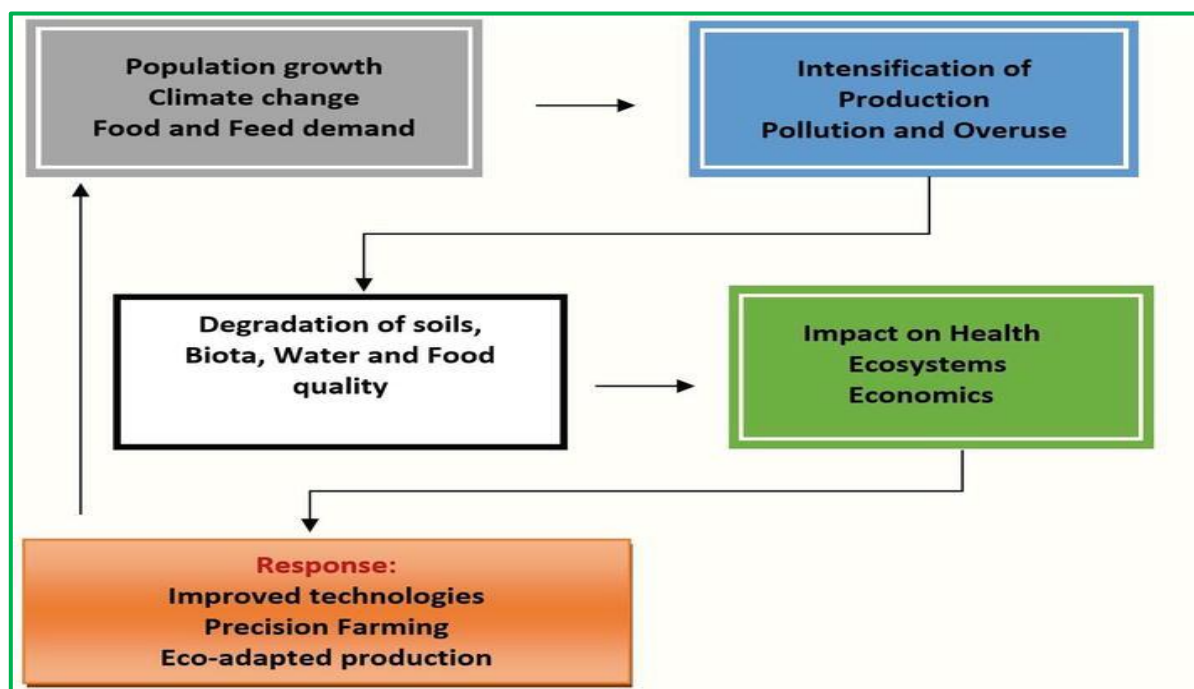 Population growth
Climate change
Food and Feed demand
Intensification of
Production
Pollution and Overuse
Degradation of soils,
Biota, Water and Food
quality
Impact on Health
Ecosystems
Economics
Response:
Improved technologies
Precision Farming
Eco-adapted production